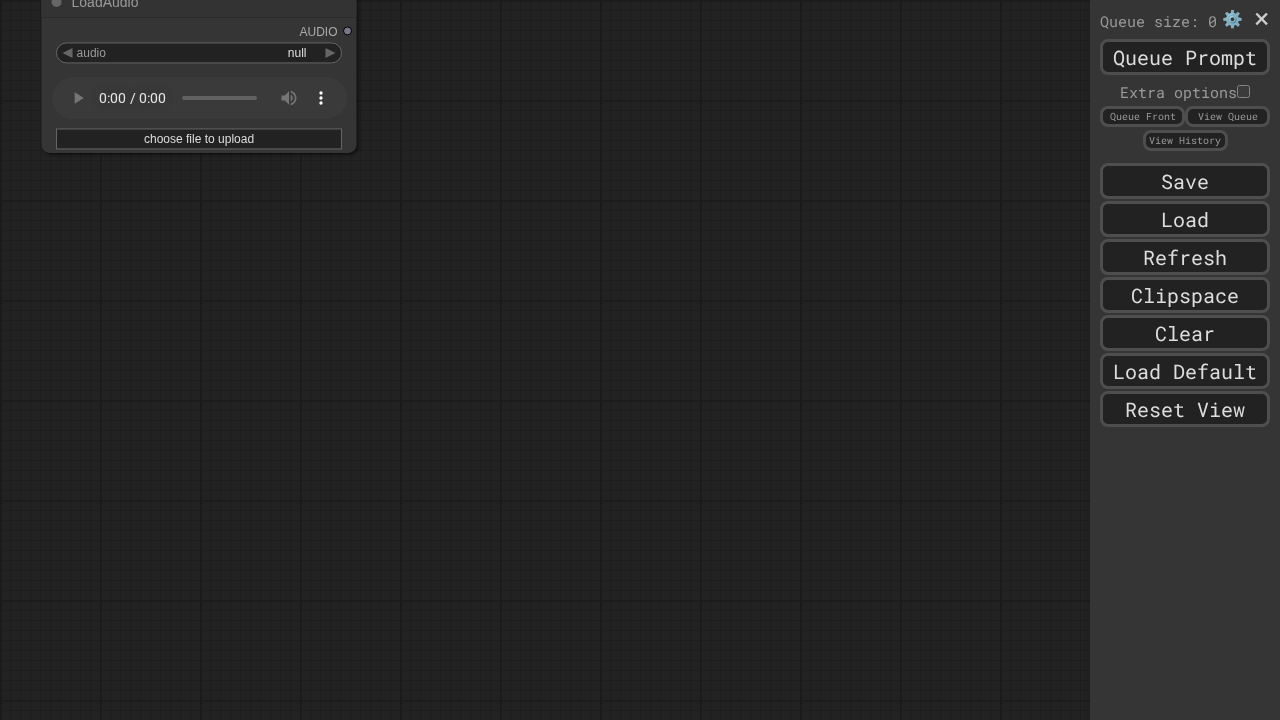 LoadAudio
AUDIO
audio null
0:00 / 0:00
choose file to upload
Queue size: 0
Queue Prompt
Extra options
Queue Front
View Queue
View History
Save
Load
Refresh
Clipspace
Clear
Load Default
Reset View